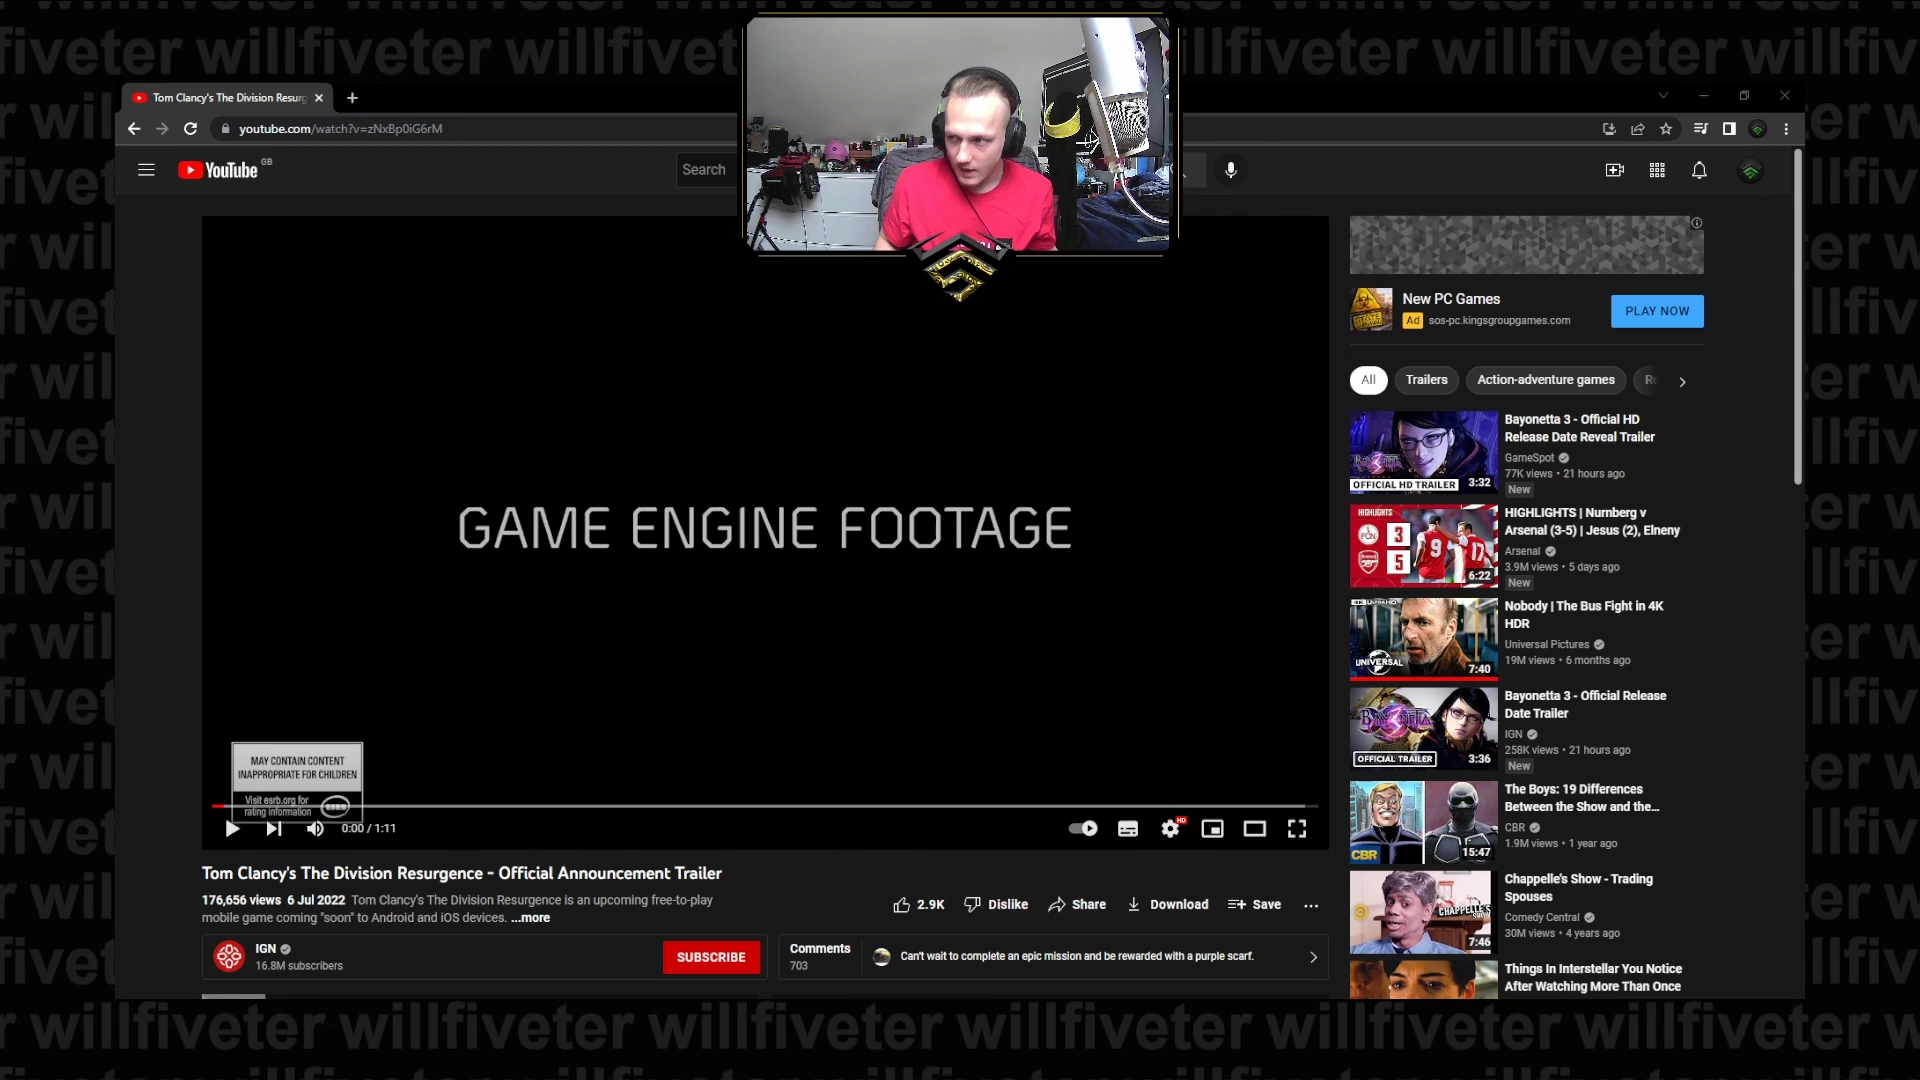 willfiveter willfiveter willfiveter
Tom Clancy's The Division Resurg
youtube.com/watch?v=zNxBp0iG6rM
YouTube GB
Search
GAME ENGINE FOOTAGE
MAY CONTAIN CONTENT
INAPPROPRIATE FOR CHILDREN
Visit esrb.org for
rating information
ESRB
0:00 / 1:11
HD
Tom Clancy's The Division Resurgence - Official Announcement Trailer
176,656 views 6 Jul 2022 Tom Clancy's The Division Resurgence is an upcoming free-to-play
mobile game coming "soon" to Android and iOS devices. ...more
2.9K
Dislike
Share
Download
Save
IGN
16.8M subscribers
SUBSCRIBE
Comments
703
Can't wait to complete an epic mission and be rewarded with a purple scarf.
New PC Games
Ad sos-pc.kingsgroupgames.com
PLAY NOW
All
Trailers
Action-adventure games
OFFICIAL HD TRAILER
3:32
Bayonetta 3 - Official HD
Release Date Reveal Trailer
GameSpot
77K views • 21 hours ago
New
HIGHLIGHTS
3
5
9
17
6:22
HIGHLIGHTS | Nurnberg v
Arsenal (3-5) | Jesus (2), Elneny
Arsenal
3.9M views • 5 days ago
New
UNIVERSAL
7:40
Nobody | The Bus Fight in 4K
HDR
Universal Pictures
19M views • 6 months ago
BAYONETTA
OFFICIAL TRAILER
3:36
Bayonetta 3 - Official Release
Date Trailer
IGN
258K views • 21 hours ago
New
CBR
15:47
The Boys: 19 Differences
Between the Show and the...
CBR
1.9M views • 1 year ago
CHAPPELLE'S
SHOW
7:46
Chappelle's Show - Trading
Spouses
Comedy Central
30M views • 4 years ago
Things In Interstellar You Notice
After Watching More Than Once
willfiveter willfiveter willfiveter